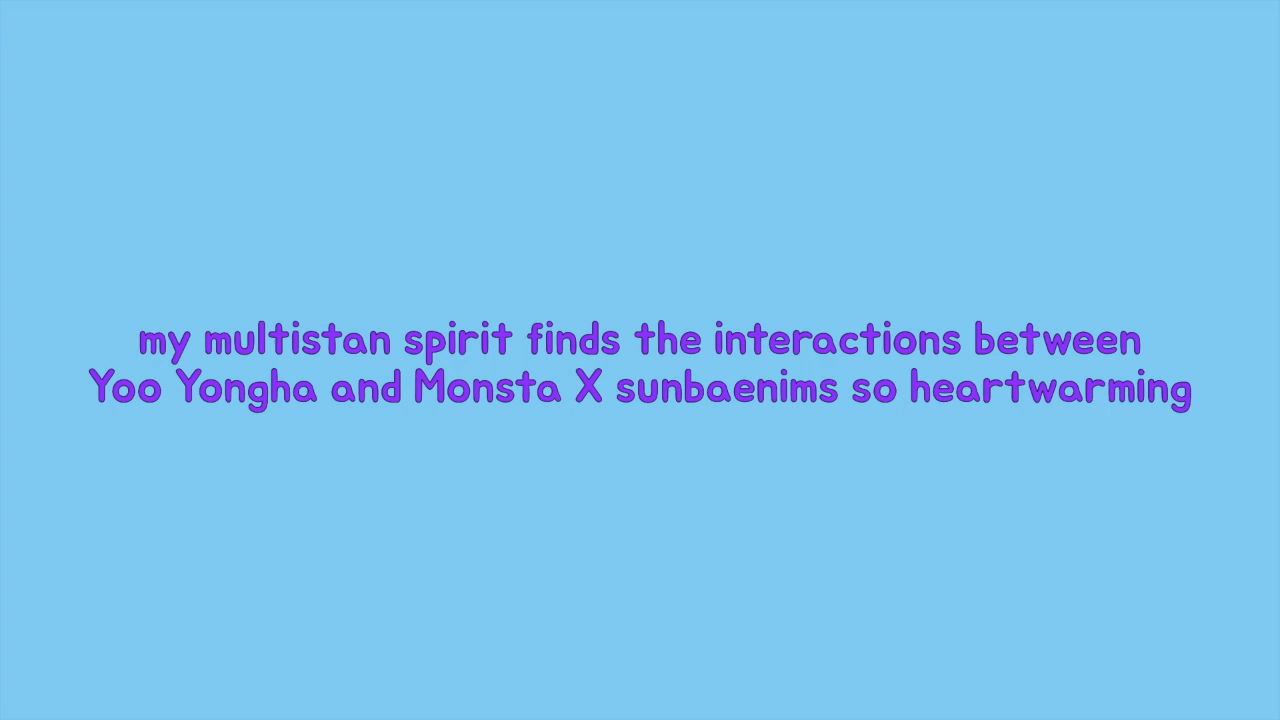 my multistan spirit finds the interactions between
Yoo Yongha and Monsta X sunbaenims so heartwarming